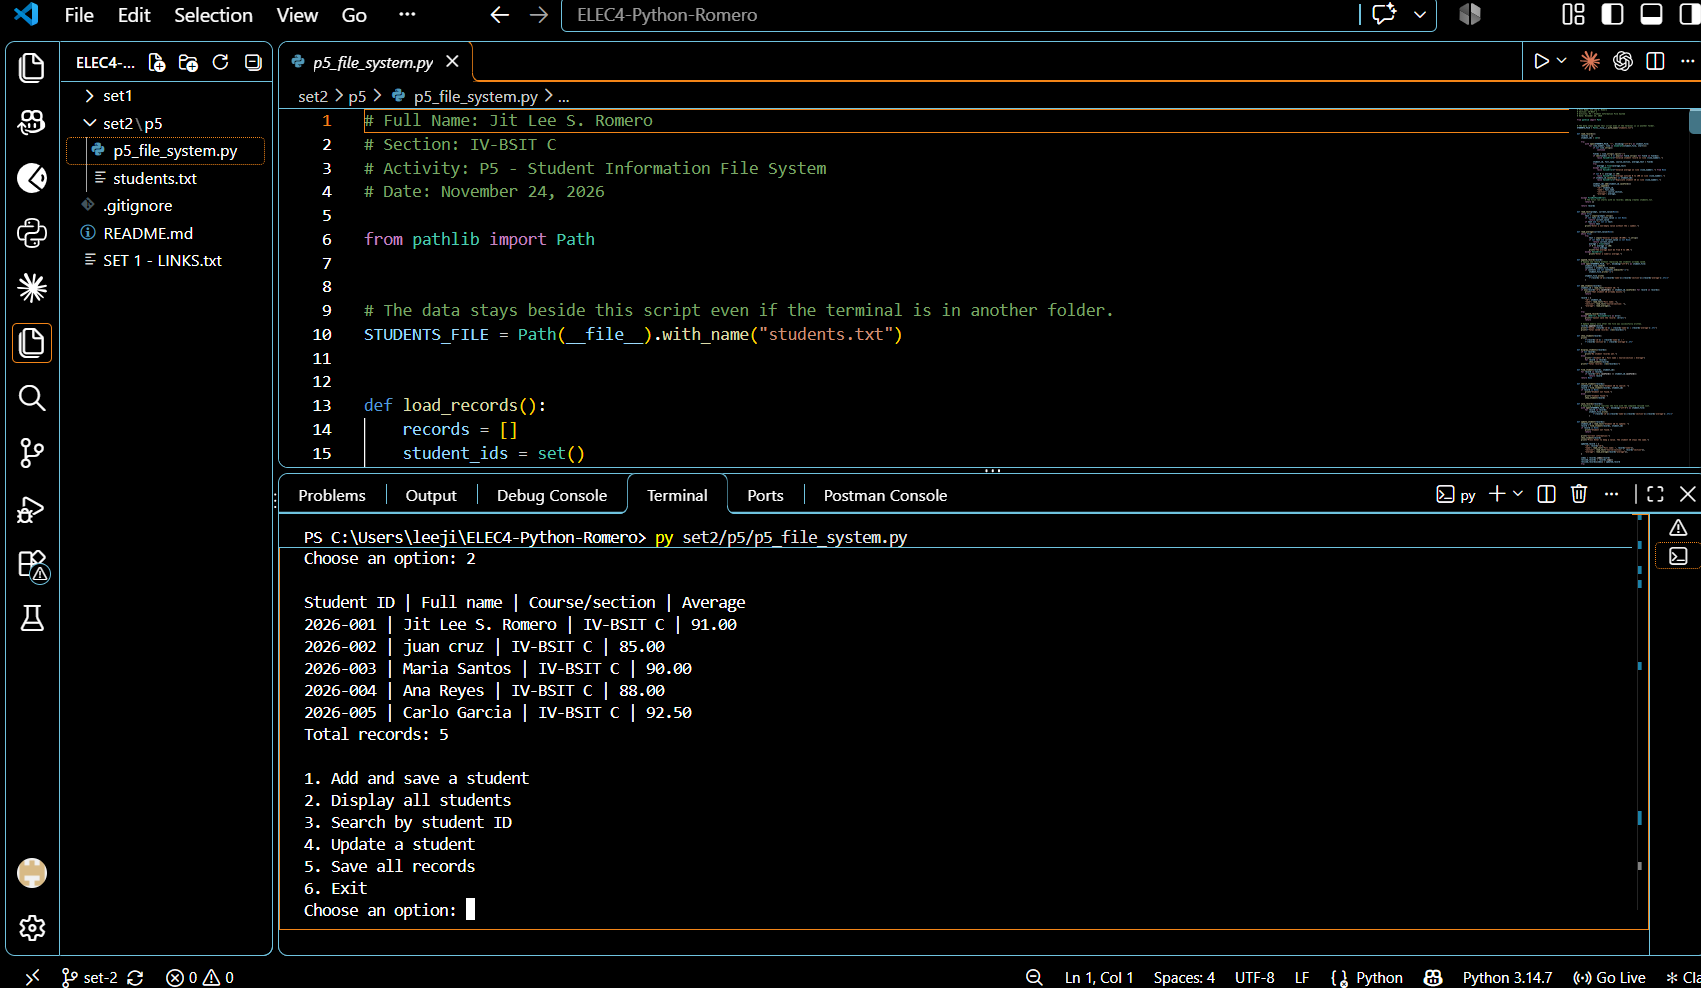 File Edit Selection View Go ··· ELEC4-Python-Romero
ELEC4-...
set1
set2\p5
p5_file_system.py
students.txt
.gitignore
README.md
SET 1 - LINKS.txt
p5_file_system.py
set2 > p5 > p5_file_system.py > ...
1 # Full Name: Jit Lee S. Romero
2 # Section: IV-BSIT C
3 # Activity: P5 - Student Information File System
4 # Date: November 24, 2026
5
6 from pathlib import Path
7
8
9 # The data stays beside this script even if the terminal is in another folder.
10 STUDENTS_FILE = Path(__file__).with_name("students.txt")
11
12
13 def load_records():
14 records = []
15 student_ids = set()
Problems Output Debug Console Terminal Ports Postman Console py
PS C:\Users\leeji\ELEC4-Python-Romero> py set2/p5/p5_file_system.py
Choose an option: 2
Student ID | Full name | Course/section | Average
2026-001 | Jit Lee S. Romero | IV-BSIT C | 91.00
2026-002 | juan cruz | IV-BSIT C | 85.00
2026-003 | Maria Santos | IV-BSIT C | 90.00
2026-004 | Ana Reyes | IV-BSIT C | 88.00
2026-005 | Carlo Garcia | IV-BSIT C | 92.50
Total records: 5
1. Add and save a student
2. Display all students
3. Search by student ID
4. Update a student
5. Save all records
6. Exit
Choose an option:
set-2 0 0 Ln 1, Col 1 Spaces: 4 UTF-8 LF Python Python 3.14.7 Go Live Cla